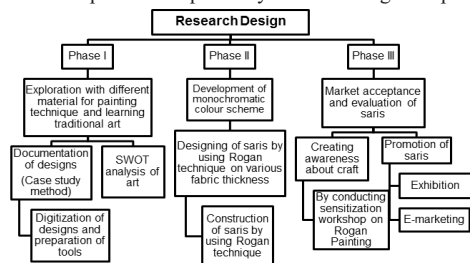 Research Design
Phase I
Phase II
Phase III
Exploration with different
material for painting
technique and learning
traditional art
Documentation of
designs
(Case study
method)
SWOT
analysis of
art
Digitization of
designs and
preparation of
tools
Development of
monochromatic
colour scheme
Designing of saris by
using Rogan
technique on various
fabric thickness
Construction
of saris by
using Rogan
technique
Market acceptance
and evaluation of
saris
Creating
awareness
about craft
By conducting
sensitization
workshop on
Rogan
Painting
Promotion of
saris
Exhibition
E-marketing